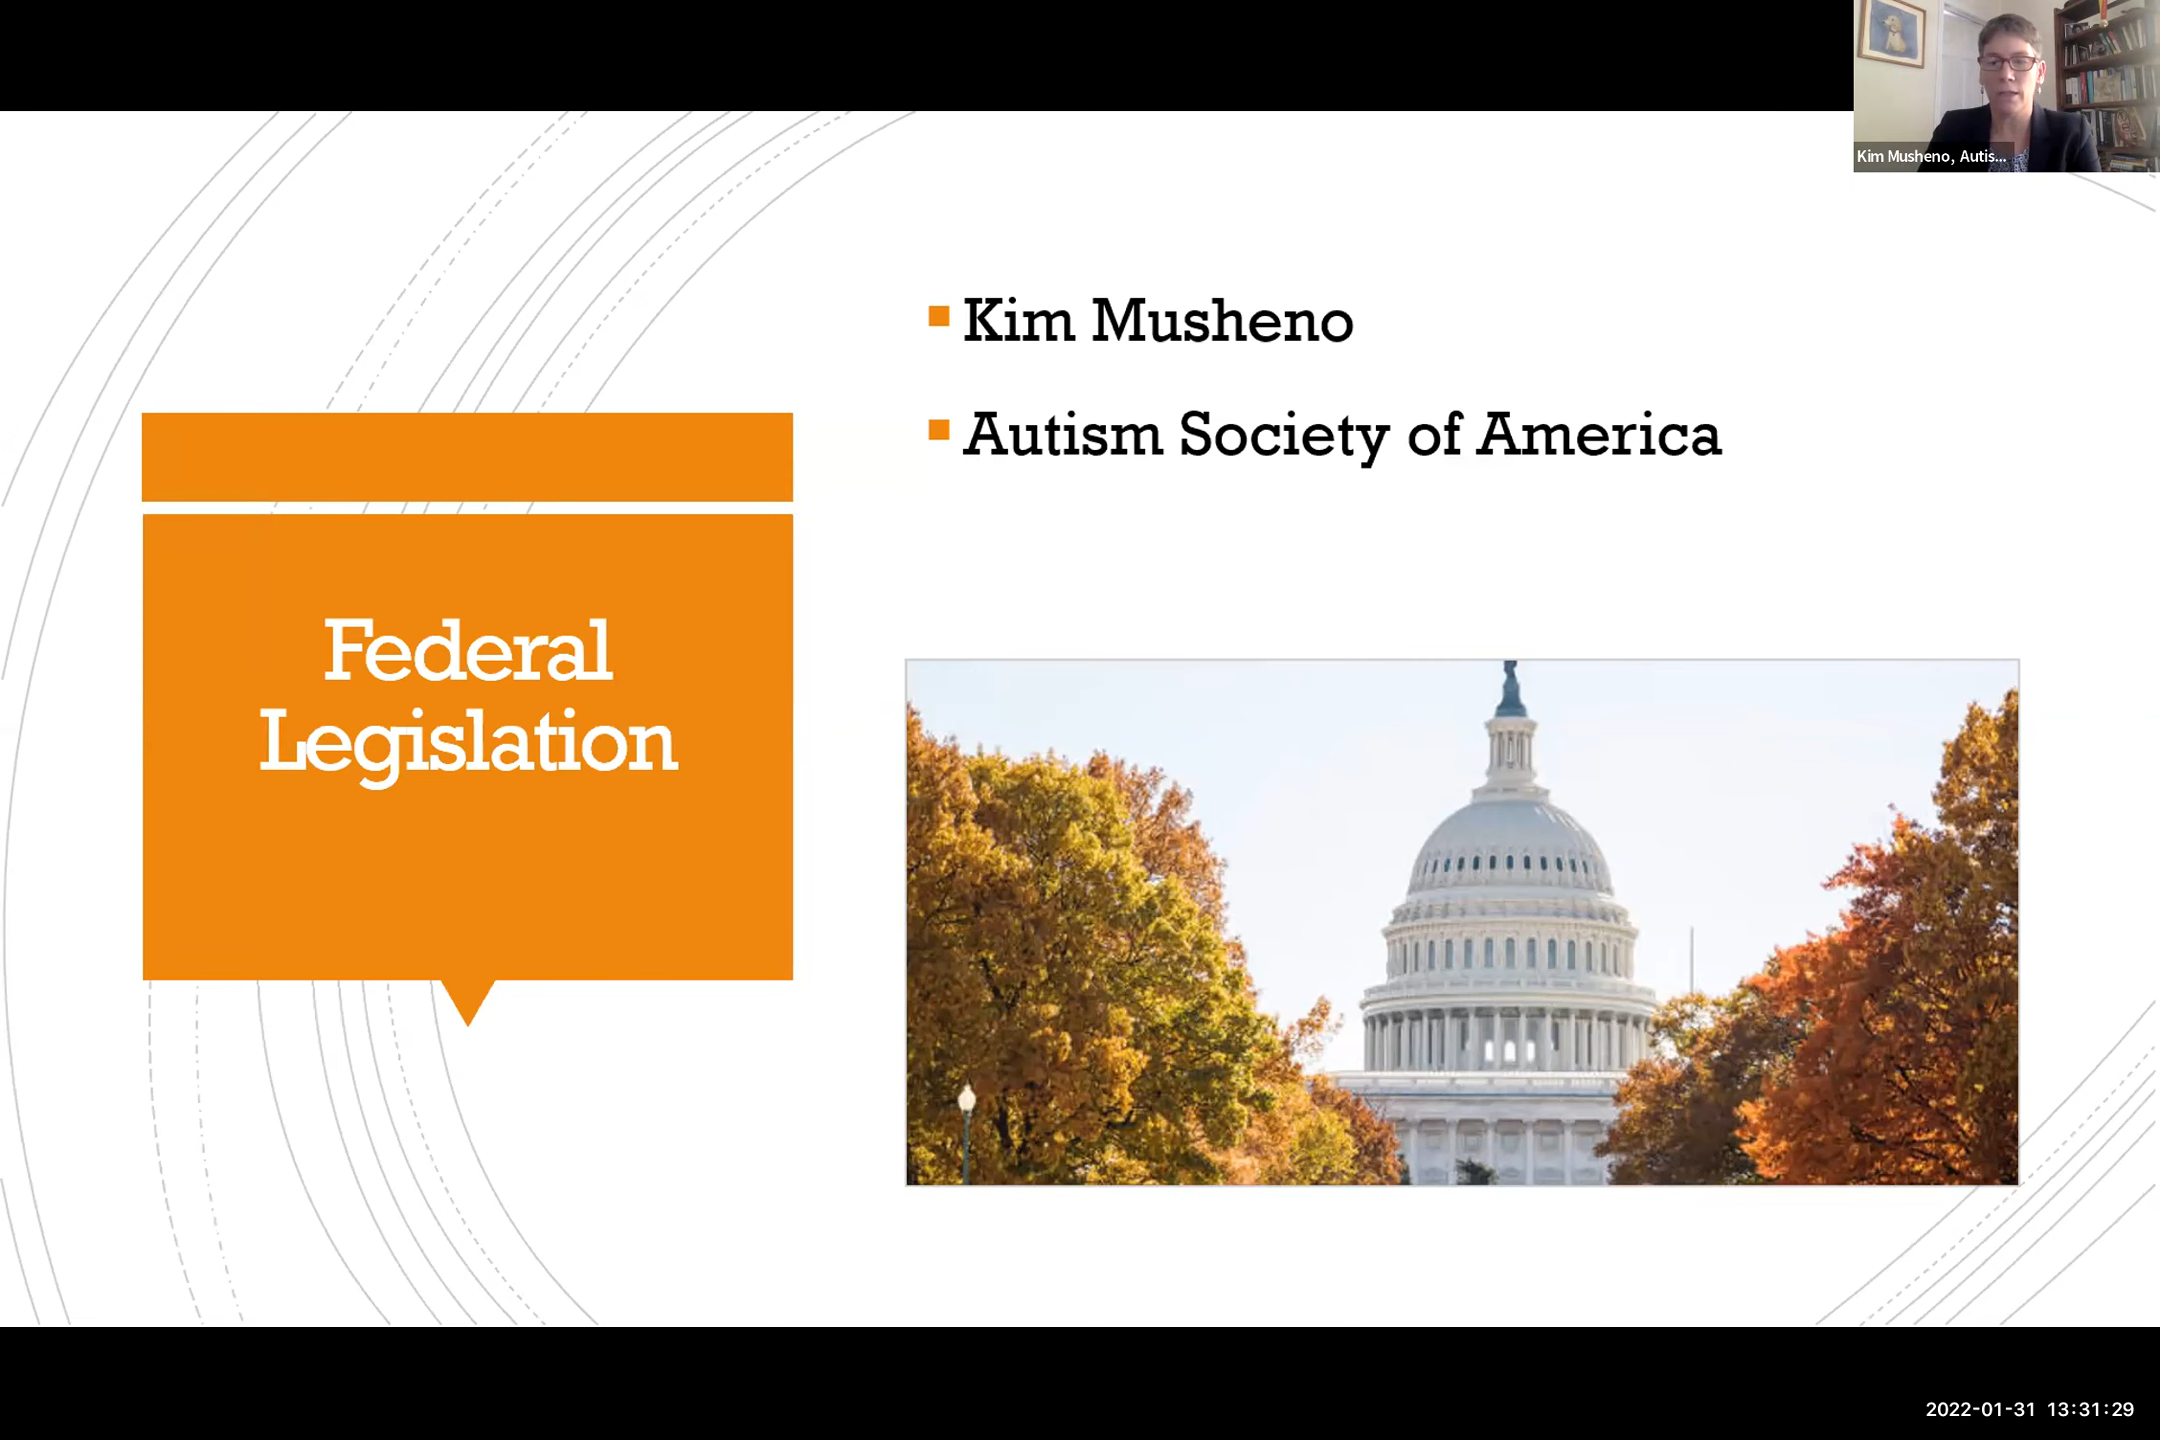 Kim Musheno, Autis...
Kim Musheno
Autism Society of America
Federal
Legislation
2022-01-31 13:31:29